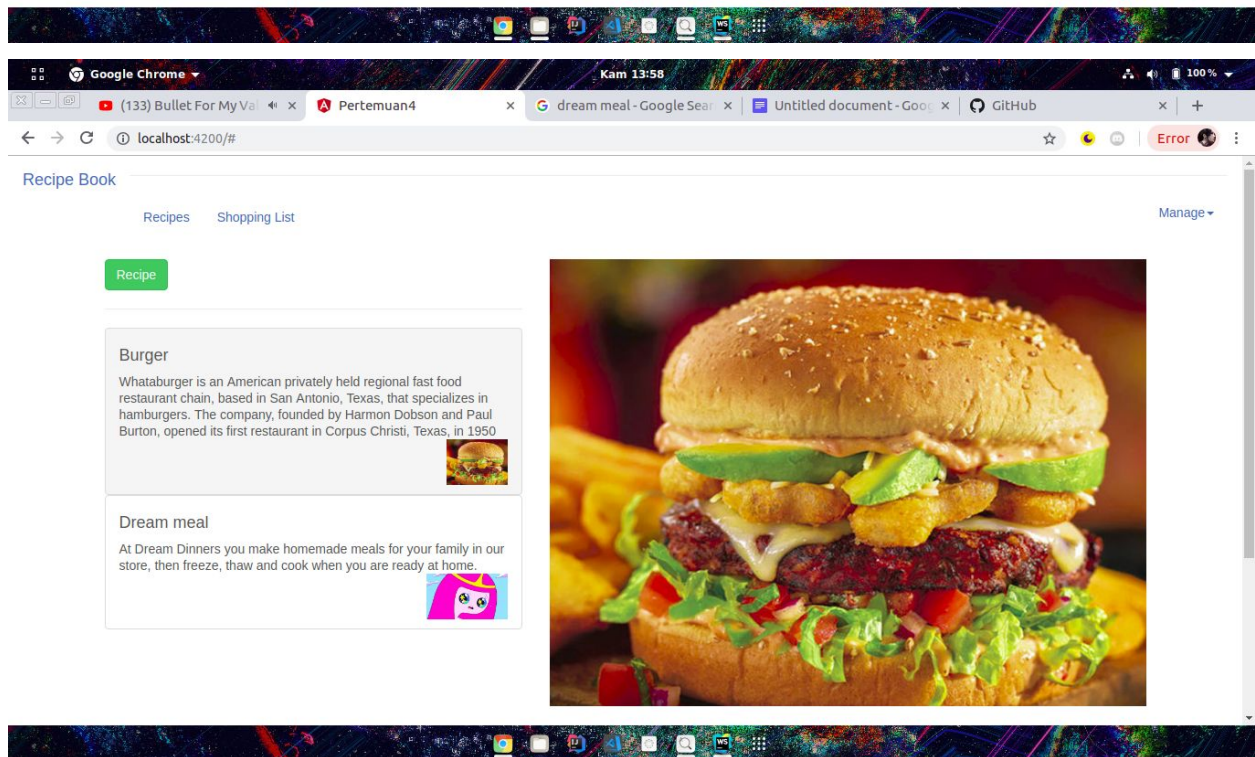 Google Chrome
Kam 13:58
100 %
(133) Bullet For My Val
Pertemuan4
dream meal - Google Sear
Untitled document - Goog
GitHub
localhost:4200/#
Error
Recipe Book
Recipes
Shopping List
Manage
Recipe
Burger
Whataburger is an American privately held regional fast food
restaurant chain, based in San Antonio, Texas, that specializes in
hamburgers. The company, founded by Harmon Dobson and Paul
Burton, opened its first restaurant in Corpus Christi, Texas, in 1950
Dream meal
At Dream Dinners you make homemade meals for your family in our
store, then freeze, thaw and cook when you are ready at home.